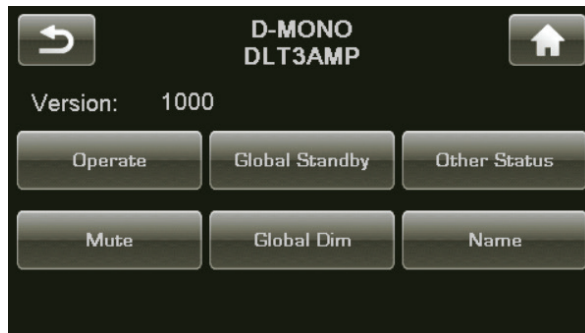 D-MONO
DLT3AMP
Version: 1000
Operate Global Standby Other Status
Mute Global Dim Name